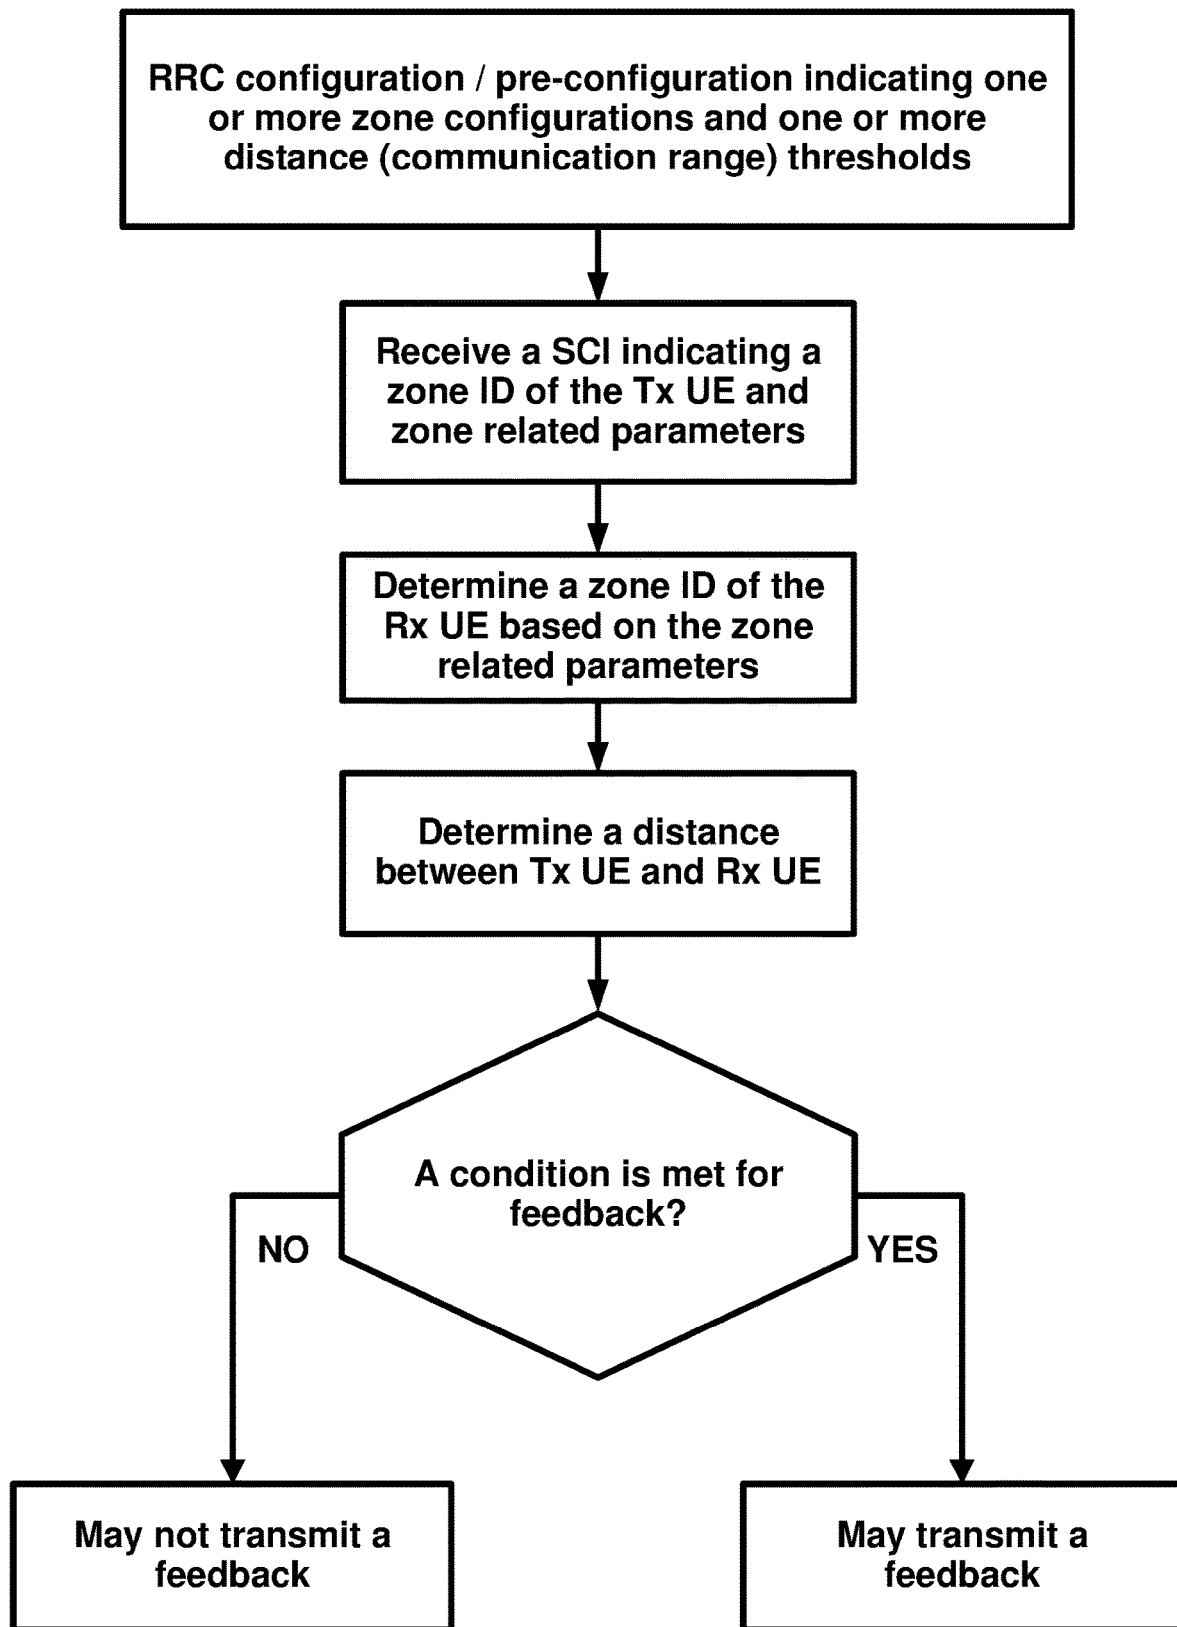 RRC configuration / pre-configuration indicating one
or more zone configurations and one or more
distance (communication range) thresholds
Receive a SCI indicating a
zone ID of the Tx UE and
zone related parameters
Determine a zone ID of the
Rx UE based on the zone
related parameters
Determine a distance
between Tx UE and Rx UE
A condition is met for
feedback?
NO
YES
May not transmit a
feedback
May transmit a
feedback